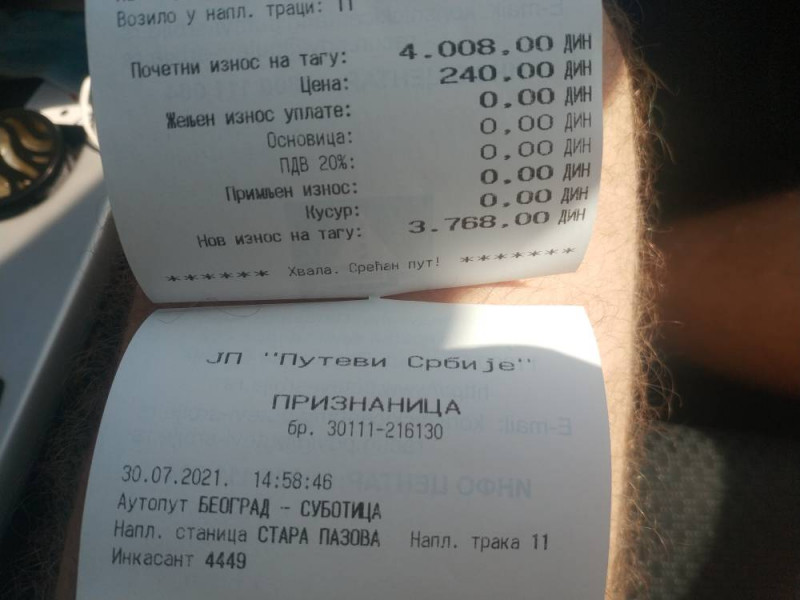 Возило у напл. траци: 11
Почетни износ на тагу: 4.008.00 ДИН
Цена: 240.00 ДИН
Жељен износ уплате: 0.00 ДИН
Основица: 0.00 ДИН
ПДВ 20%: 0.00 ДИН
Примљен износ: 0.00 ДИН
Кусур: 0.00 ДИН
Нов износ на тагу: 3.768.00 ДИН
****** Хвала. Срећан пут! *******
ЈП "Путеви Србије"
ПРИЗНАНИЦА
бр. 30111-216130
30.07.2021. 14:58:46
Аутопут БЕОГРАД - СУБОТИЦА
Напл. станица СТАРА ПАЗОВА Напл. трака 11
Инкасант 4449
E-mail:
ИНФО ЦЕНТАР: